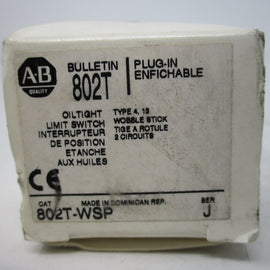 A-B
QUALITY
BULLETIN
802T
PLUG-IN
ENFICHABLE
OILTIGHT
LIMIT SWITCH
INTERRUPTEUR
DE POSITION
ETANCHE
AUX HUILES
TYPE 4, 13
WOBBLE STICK
TIGE A ROTULE
2 CIRCUITS
CE
CAT
MADE IN DOMINICAN REP.
SER
802T-WSP
J